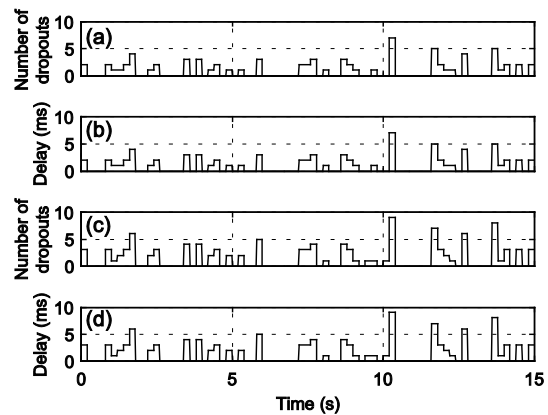 Number of
dropouts
10
5
0
(a)
Delay (ms)
10
5
0
(b)
Number of
dropouts
10
5
0
(c)
Delay (ms)
10
5
0
(d)
0 5 10 15
Time (s)